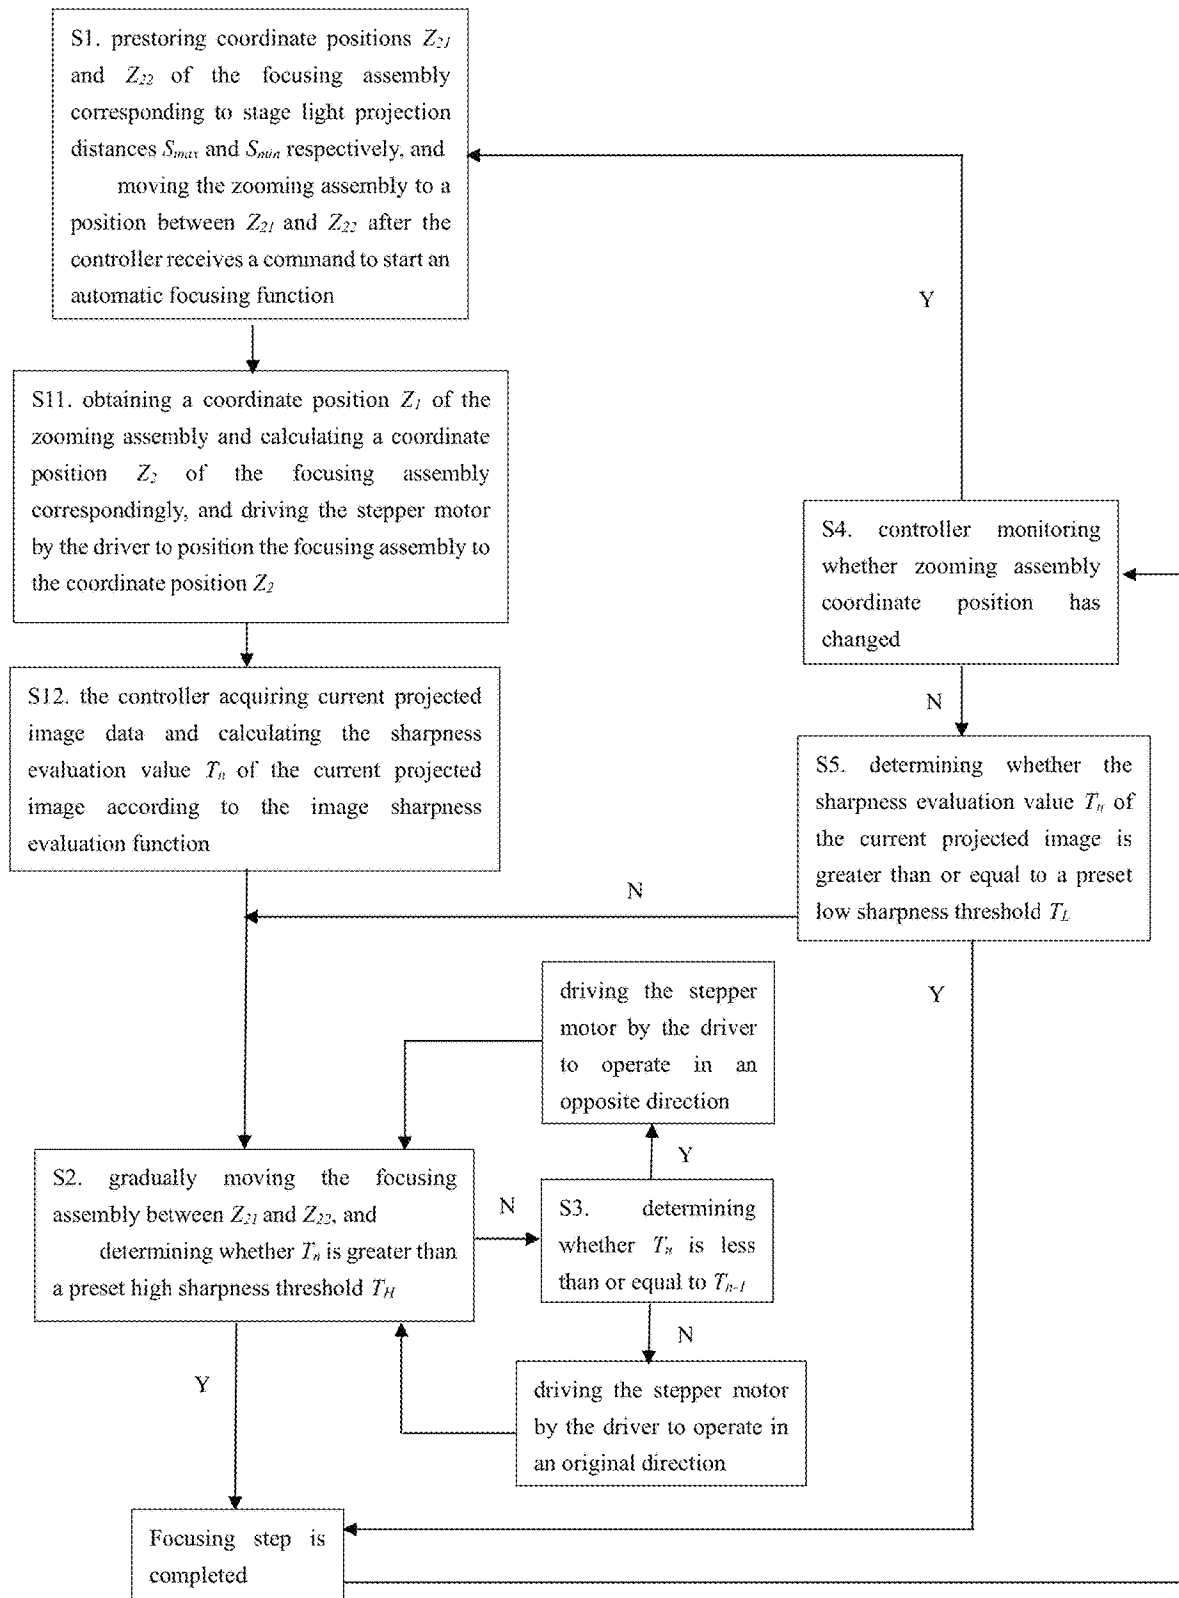 S1. prestoring coordinate positions Z21
and Z22 of the focusing assembly
corresponding to stage light projection
distances Smax and Smin respectively, and
moving the zooming assembly to a
position between Z21 and Z22 after the
controller receives a command to start an
automatic focusing function
Y
S11. obtaining a coordinate position Z1 of the
zooming assembly and calculating a coordinate
position Z2 of the focusing assembly
correspondingly, and driving the stepper motor
by the driver to position the focusing assembly to
the coordinate position Z2
S4. controller monitoring
whether zooming assembly
coordinate position has
changed
N
S12. the controller acquiring current projected
image data and calculating the sharpness
evaluation value Tn of the current projected
image according to the image sharpness
evaluation function
S5. determining whether the
sharpness evaluation value Tn of
the current projected image is
greater than or equal to a preset
low sharpness threshold TL
N
Y
driving the stepper
motor by the driver
to operate in an
opposite direction
Y
S2. gradually moving the focusing
assembly between Z21 and Z22, and
determining whether Tn is greater than
a preset high sharpness threshold TH
N
S3. determining
whether Tn is less
than or equal to Tn-1
N
Y
driving the stepper motor
by the driver to operate in
an original direction
Focusing step is
completed